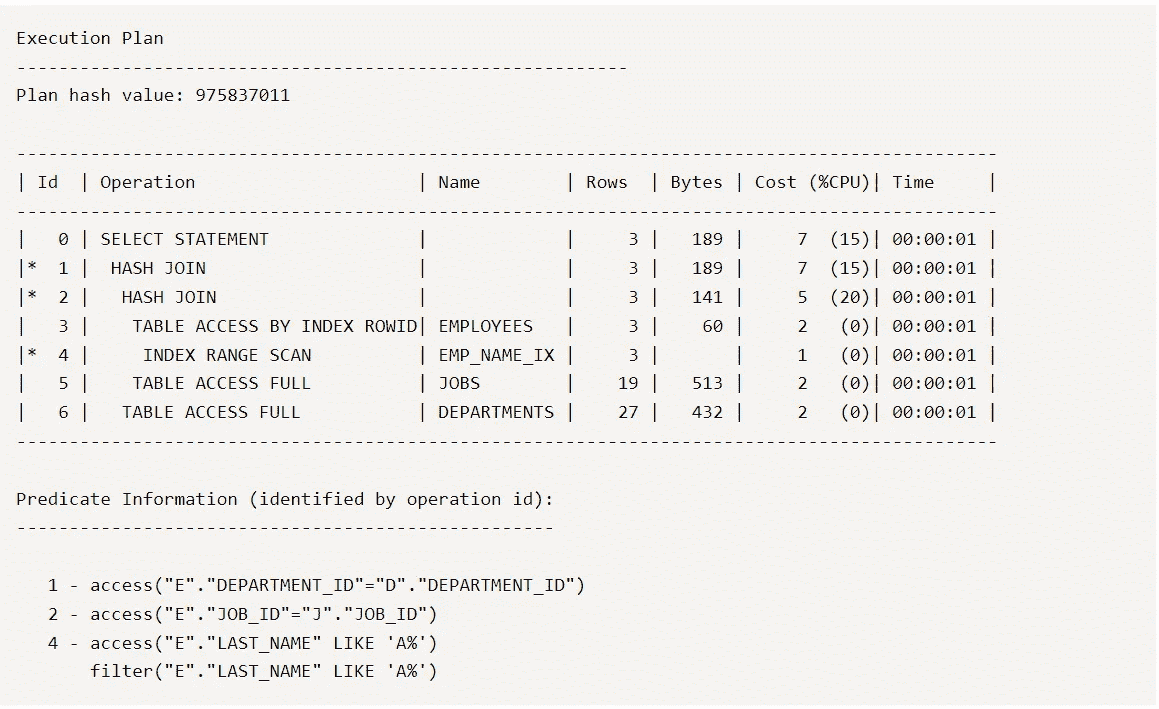 Execution Plan
----------------------------------------------------------
Plan hash value: 975837011

---------------------------------------------------------------------------------------------
| Id  | Operation                     | Name        | Rows  | Bytes | Cost (%CPU)| Time     |
---------------------------------------------------------------------------------------------
|   0 | SELECT STATEMENT              |             |     3 |   189 |     7  (15)| 00:00:01 |
|*  1 |  HASH JOIN                    |             |     3 |   189 |     7  (15)| 00:00:01 |
|*  2 |   HASH JOIN                   |             |     3 |   141 |     5  (20)| 00:00:01 |
|   3 |    TABLE ACCESS BY INDEX ROWID| EMPLOYEES   |     3 |    60 |     2   (0)| 00:00:01 |
|*  4 |     INDEX RANGE SCAN          | EMP_NAME_IX |     3 |       |     1   (0)| 00:00:01 |
|   5 |    TABLE ACCESS FULL          | JOBS        |    19 |   513 |     2   (0)| 00:00:01 |
|   6 |   TABLE ACCESS FULL           | DEPARTMENTS |    27 |   432 |     2   (0)| 00:00:01 |
---------------------------------------------------------------------------------------------

Predicate Information (identified by operation id):
---------------------------------------------------

   1 - access("E"."DEPARTMENT_ID"="D"."DEPARTMENT_ID")
   2 - access("E"."JOB_ID"="J"."JOB_ID")
   4 - access("E"."LAST_NAME" LIKE 'A%')
       filter("E"."LAST_NAME" LIKE 'A%')